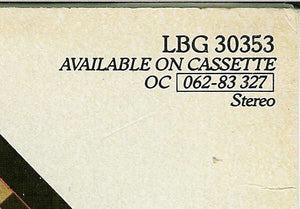 LBG 30353
AVAILABLE ON CASSETTE
OC 062-83 327
Stereo